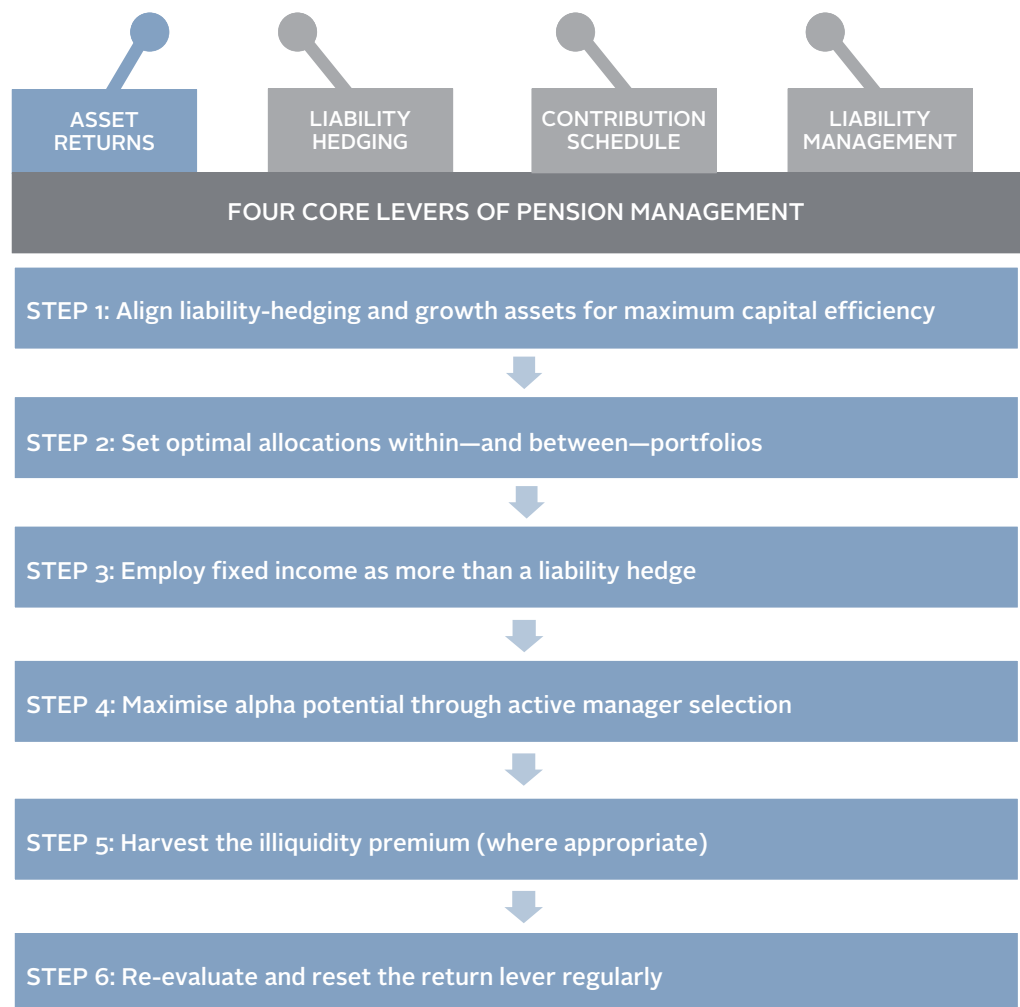 ASSET
RETURNS
LIABILITY
HEDGING
CONTRIBUTION
SCHEDULE
LIABILITY
MANAGEMENT
FOUR CORE LEVERS OF PENSION MANAGEMENT
STEP 1: Align liability-hedging and growth assets for maximum capital efficiency
STEP 2: Set optimal allocations within—and between—portfolios
STEP 3: Employ fixed income as more than a liability hedge
STEP 4: Maximise alpha potential through active manager selection
STEP 5: Harvest the illiquidity premium (where appropriate)
STEP 6: Re-evaluate and reset the return lever regularly